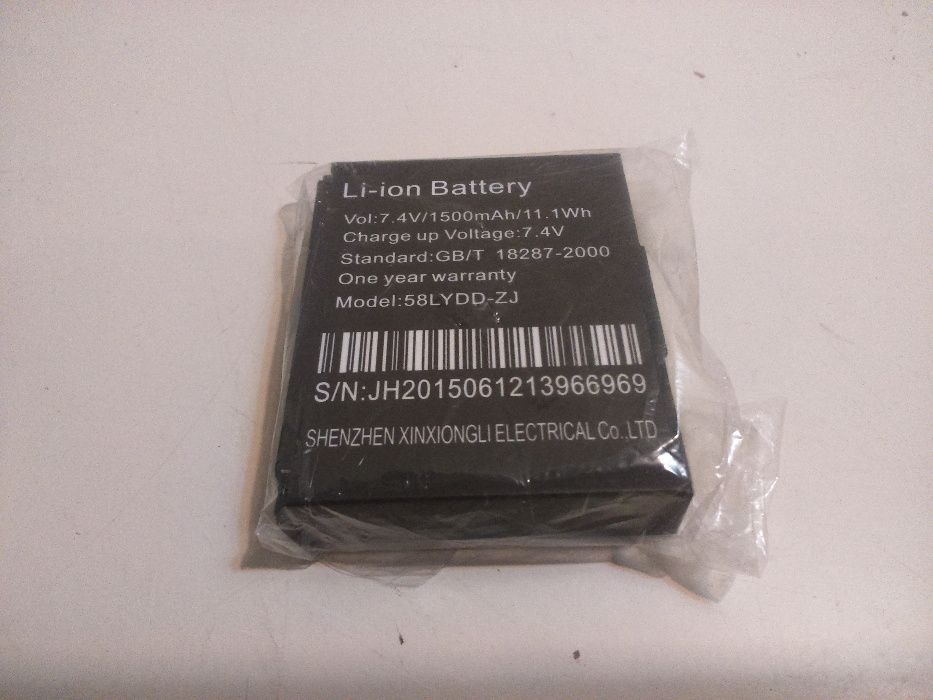 Li-ion Battery
Vol:7.4V/1500mAh/11.1Wh
Charge up Voltage:7.4V
Standard:GB/T 18287-2000
One year warranty
Model:58LYDD-ZJ
S/N:JH2015061213966969
SHENZHEN XINXIONGLI ELECTRICAL Co.,LTD